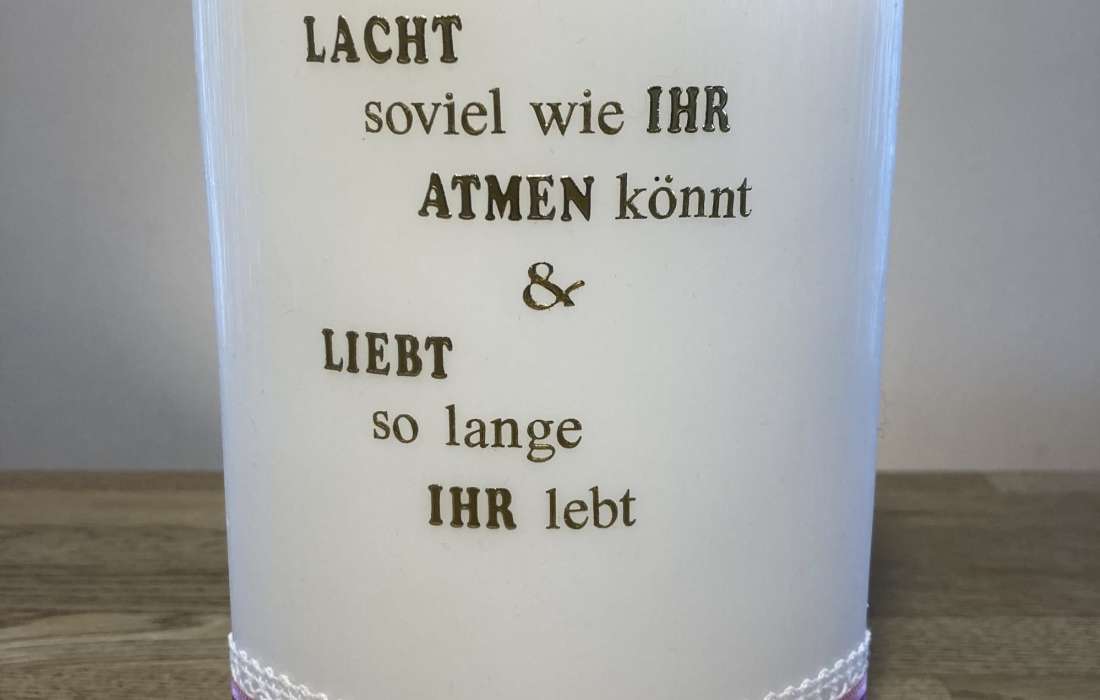 LACHT
soviel wie IHR
ATMEN könnt
&
LIEBT
so lange
IHR lebt